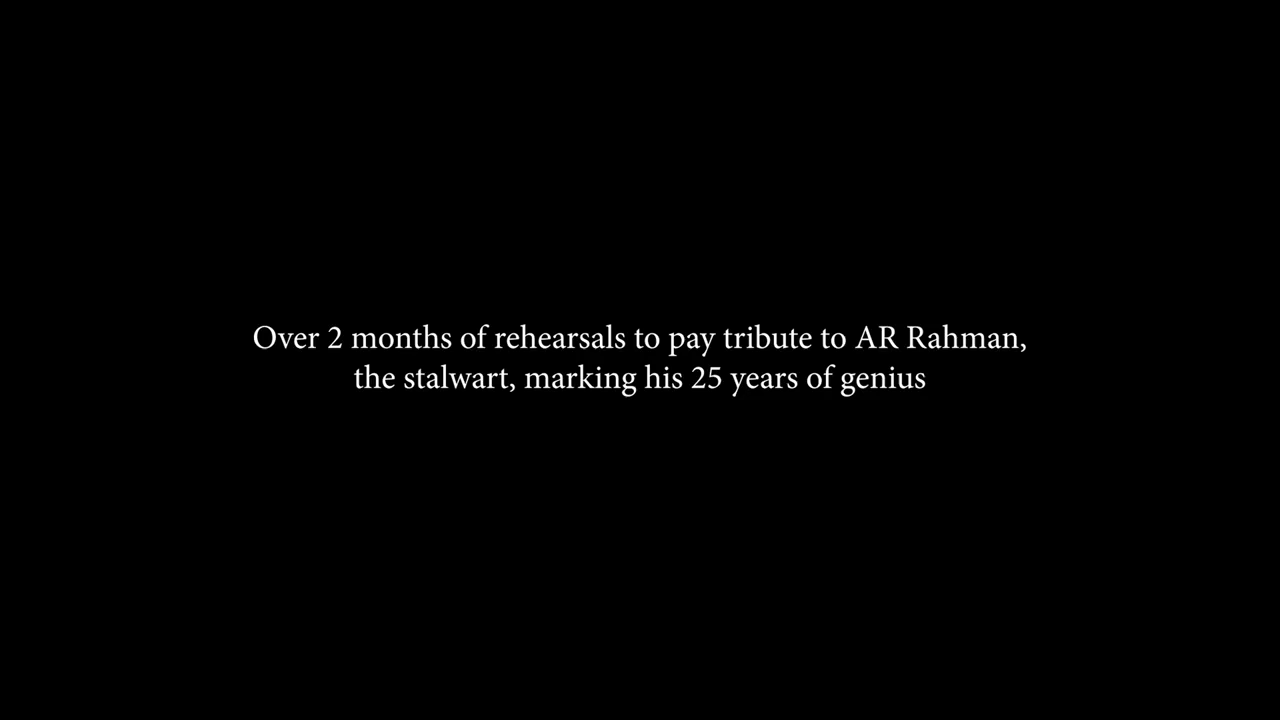 Over 2 months of rehearsals to pay tribute to AR Rahman,
the stalwart, marking his 25 years of genius